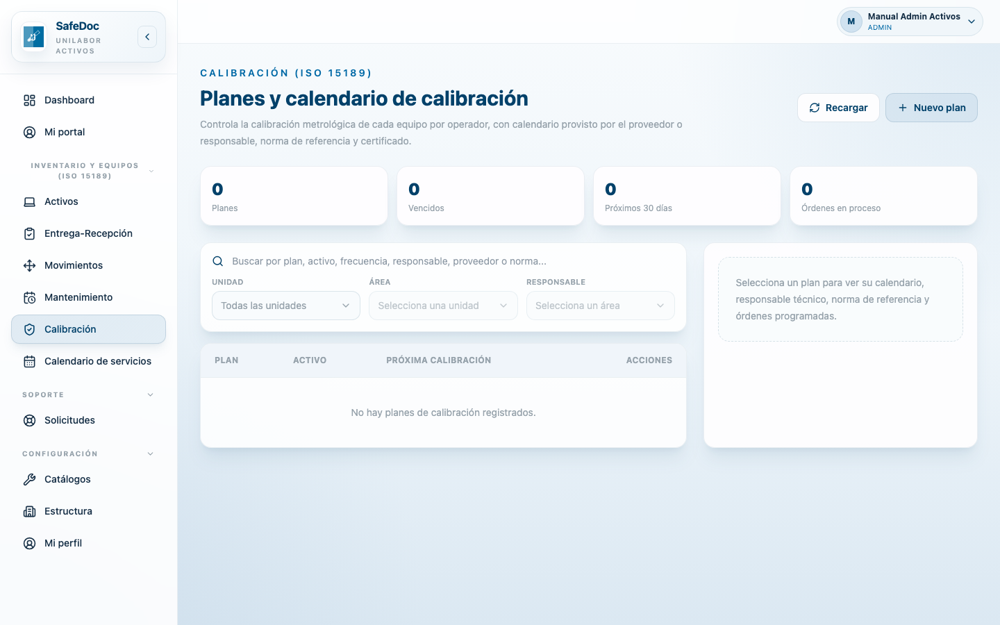 SafeDoc
UNILABOR
ACTIVOS
M
Manual Admin Activos
ADMIN
Dashboard
Mi portal
INVENTARIO Y EQUIPOS
(ISO 15189)
Activos
Entrega-Recepción
Movimientos
Mantenimiento
Calibración
Calendario de servicios
SOPORTE
Solicitudes
CONFIGURACIÓN
Catálogos
Estructura
Mi perfil
CALIBRACIÓN (ISO 15189)
Planes y calendario de calibración
Controla la calibración metrológica de cada equipo por operador, con calendario provisto por el proveedor o
responsable, norma de referencia y certificado.
Recargar
Nuevo plan
0
Planes
0
Vencidos
0
Próximos 30 días
0
Órdenes en proceso
Buscar por plan, activo, frecuencia, responsable, proveedor o norma...
UNIDAD
ÁREA
RESPONSABLE
Todas las unidades
Selecciona una unidad
Selecciona un área
PLAN
ACTIVO
PRÓXIMA CALIBRACIÓN
ACCIONES
No hay planes de calibración registrados.
Selecciona un plan para ver su calendario,
responsable técnico, norma de referencia y
órdenes programadas.